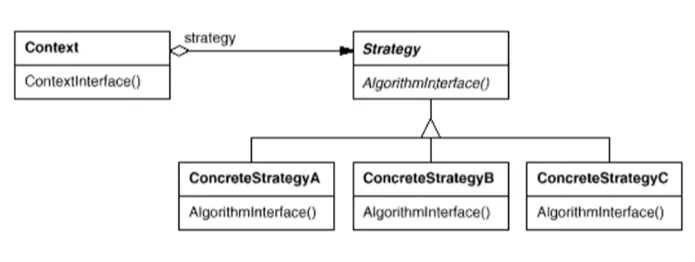 Context
ContextInterface()
strategy
Strategy
AlgorithmInterface()
ConcreteStrategyA
AlgorithmInterface()
ConcreteStrategyB
AlgorithmInterface()
ConcreteStrategyC
AlgorithmInterface()